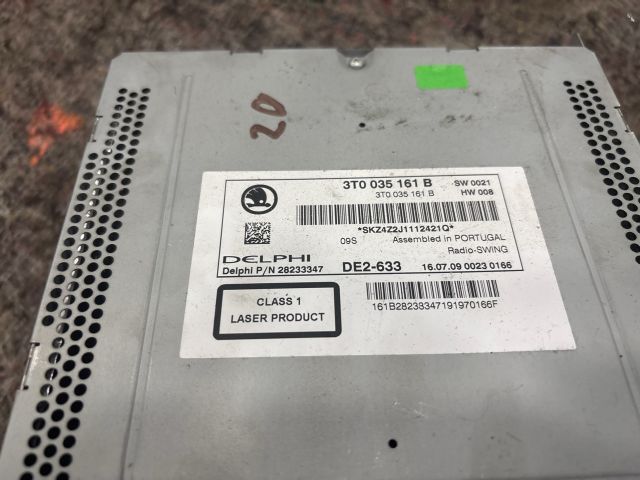 20
3T0 035 161 B SW 0021
3T0 035 161 B HW 008
*SKZ4Z2J1112421Q*
09S Assembled in PORTUGAL
DELPHI Radio-SWING
Delphi P/N 28233347 DE2-633 16.07.09 0023 0166
CLASS 1
LASER PRODUCT
161B28238347191970166F